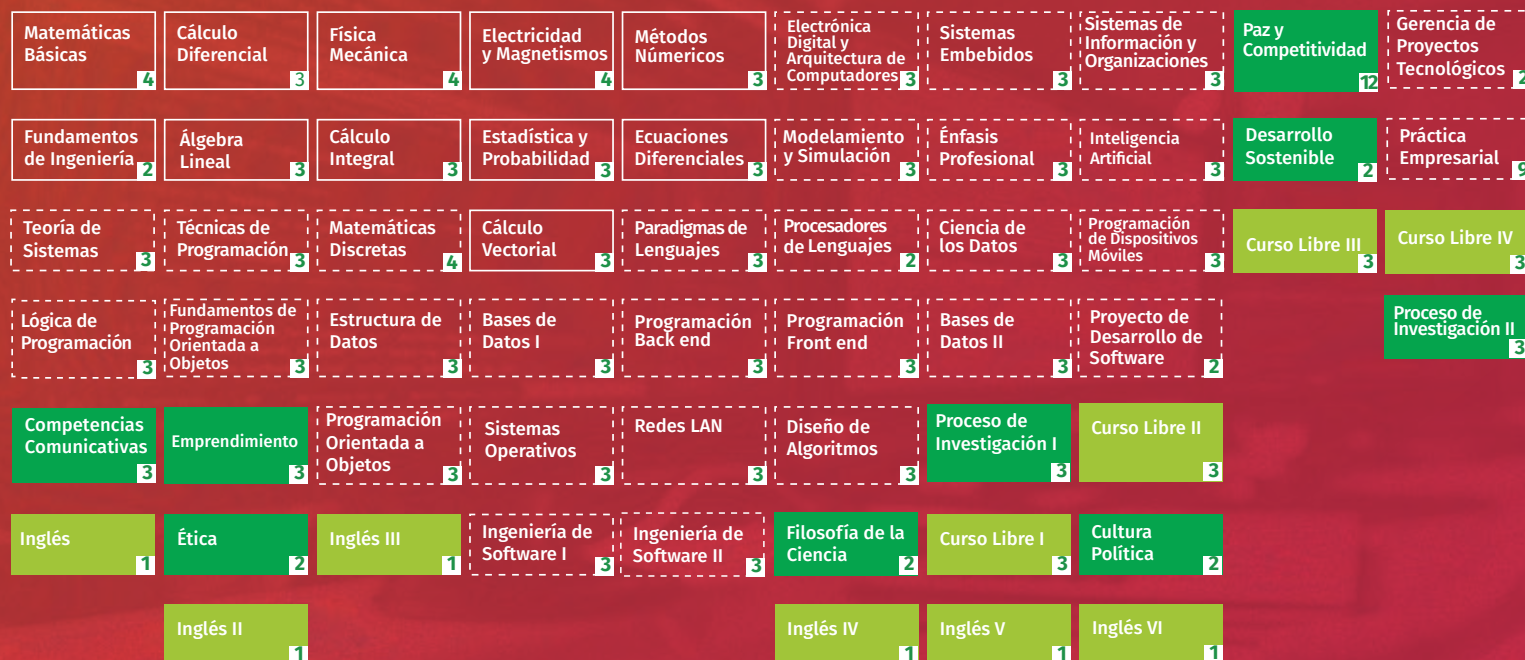 Matemáticas
Básicas
4
Cálculo
Diferencial
3
Física
Mecánica
4
Electricidad
y Magnetismos
4
Métodos
Númericos
3
Electrónica
Digital y
Arquitectura de
Computadores
3
Sistemas
Embebidos
3
Sistemas de
Información y
Organizaciones
3
Paz y
Competitividad
12
Gerencia de
Proyectos
Tecnológicos
2
Fundamentos
de Ingeniería
2
Álgebra
Lineal
3
Cálculo
Integral
3
Estadística y
Probabilidad
3
Ecuaciones
Diferenciales
3
Modelamiento
y Simulación
3
Énfasis
Profesional
3
Inteligencia
Artificial
3
Desarrollo
Sostenible
2
Práctica
Empresarial
9
Teoría de
Sistemas
3
Técnicas de
Programación
3
Matemáticas
Discretas
4
Cálculo
Vectorial
3
Paradigmas de
Lenguajes
3
Procesadores
de Lenguajes
2
Ciencia de
los Datos
3
Programación
de Dispositivos
Móviles
3
Curso Libre III
3
Curso Libre IV
3
Lógica de
Programación
3
Fundamentos de
Programación
Orientada a
Objetos
3
Estructura de
Datos
3
Bases de
Datos I
3
Programación
Back end
3
Programación
Front end
3
Bases de
Datos II
3
Proyecto de
Desarrollo de
Software
2
Proceso de
Investigación II
3
Competencias
Comunicativas
3
Emprendimiento
3
Programación
Orientada a
Objetos
3
Sistemas
Operativos
3
Redes LAN
3
Diseño de
Algoritmos
3
Proceso de
Investigación I
3
Curso Libre II
3
Inglés
1
Ética
2
Inglés III
1
Ingeniería de
Software I
3
Ingeniería de
Software II
3
Filosofía de la
Ciencia
2
Curso Libre I
3
Cultura
Política
2
Inglés II
1
Inglés IV
1
Inglés V
1
Inglés VI
1